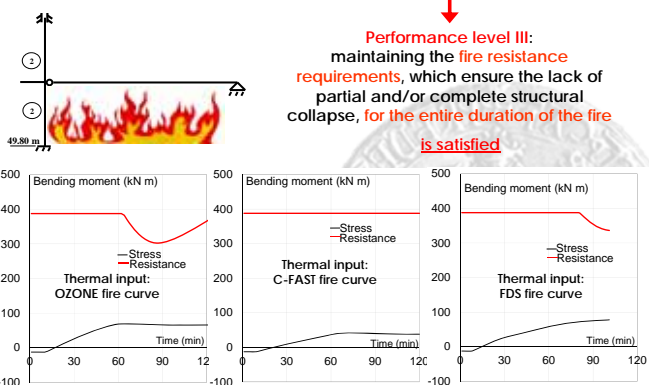 2
2
49.80 m
Performance level III:
maintaining the fire resistance
requirements, which ensure the lack of
partial and/or complete structural
collapse, for the entire duration of the fire
is satisfied
500
400
300
200
100
0
-100
Bending moment (kN m)
Stress
Resistance
Thermal input:
OZONE fire curve
Time (min)
0 30 60 90 120
500
400
300
200
100
0
-100
Bending moment (kN m)
Stress
Resistance
Thermal input:
C-FAST fire curve
Time (min)
0 30 60 90 120
500
400
300
200
100
0
-100
Bending moment (kN m)
Stress
Resistance
Thermal input:
FDS fire curve
Time (min)
0 30 60 90 120